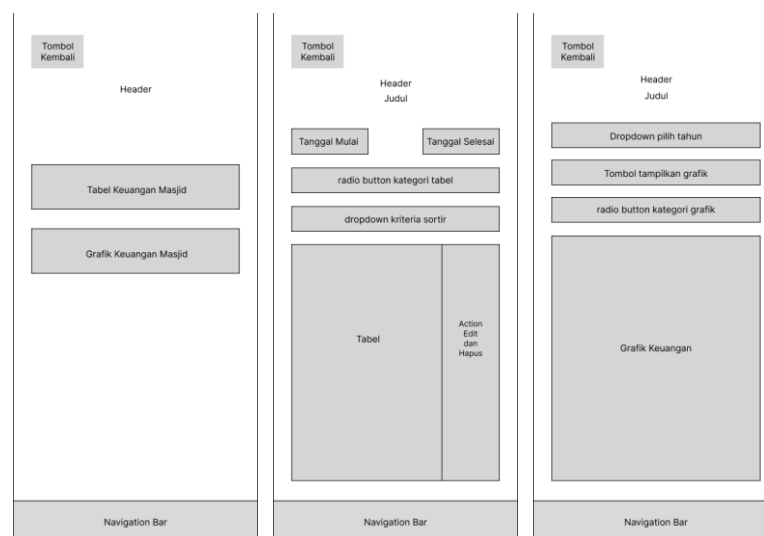 Tombol
Kembali
Header
Tabel Keuangan Masjid
Grafik Keuangan Masjid
Navigation Bar
Tombol
Kembali
Header
Judul
Tanggal Mulai
Tanggal Selesai
radio button kategori tabel
dropdown kriteria sortir
Tabel
Action
Edit
dan
Hapus
Navigation Bar
Tombol
Kembali
Header
Judul
Dropdown pilih tahun
Tombol tampilkan grafik
radio button kategori grafik
Grafik Keuangan
Navigation Bar